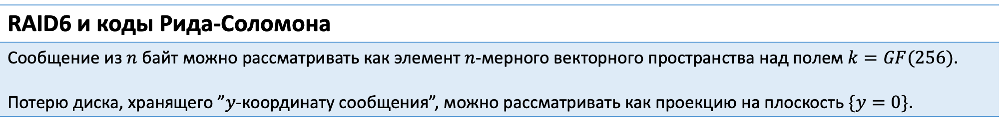 RAID6 и коды Рида-Соломона
Сообщение из n байт можно рассматривать как элемент n-мерного векторного пространства над полем k = GF(256).
Потерю диска, хранящего ”y-координату сообщения”, можно рассматривать как проекцию на плоскость {y = 0}.